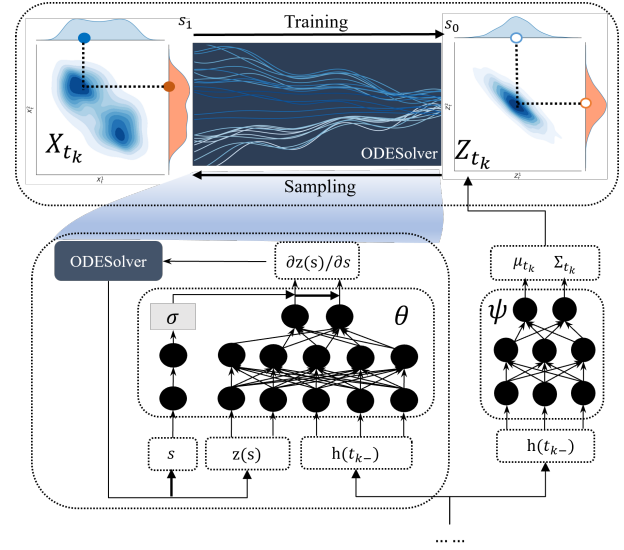 s₁ Training s₀
X_{t_k}
ODESolver
Z_{t_k}
Sampling
ODESolver
∂z(s)/∂s
μ_{t_k} Σ_{t_k}
σ
θ
ψ
s
z(s)
h(t_{k−})
h(t_{k−})
... ...